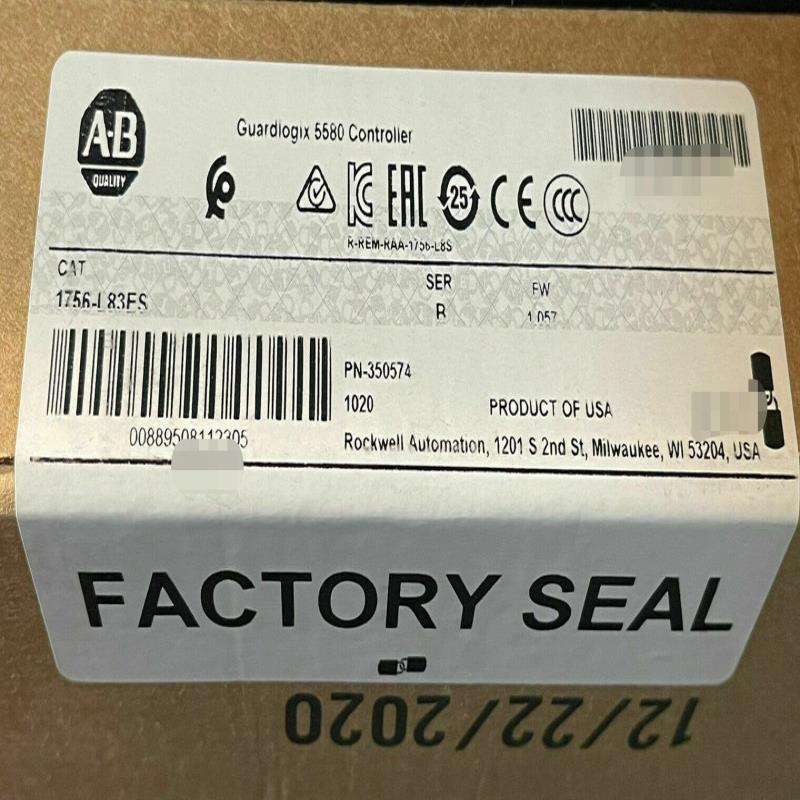 A-B
QUALITY
Guardlogix 5580 Controller
KC EAC 25 CE CCC
R-REM-RAA-1756-L8S
CAT
1756-L83ES
SER
B
FW
1.057
PN-350574
1020
PRODUCT OF USA
00889508112305
Rockwell Automation, 1201 S 2nd St, Milwaukee, WI 53204, USA
FACTORY SEAL
12/22/2020